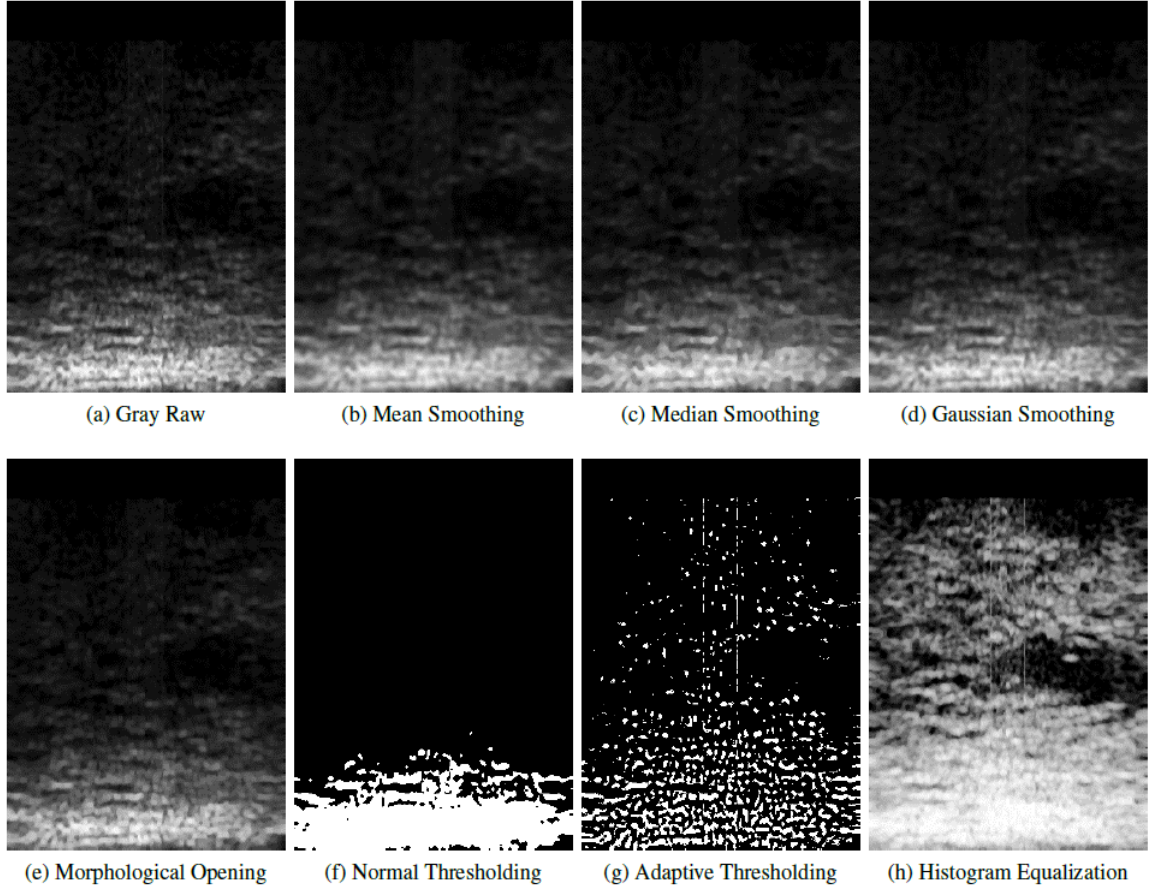 (a) Gray Raw
(b) Mean Smoothing
(c) Median Smoothing
(d) Gaussian Smoothing
(e) Morphological Opening
(f) Normal Thresholding
(g) Adaptive Thresholding
(h) Histogram Equalization